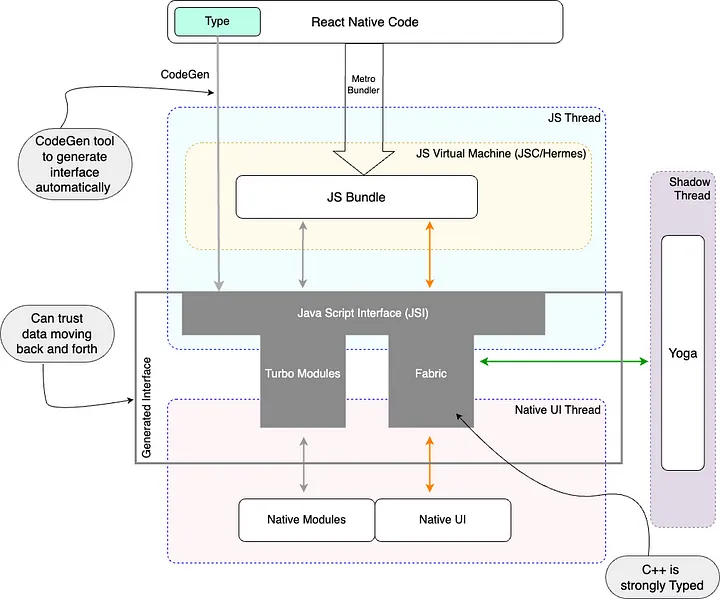 Type
React Native Code
CodeGen
Metro
Bundler
JS Thread
CodeGen tool
to generate
interface
automatically
JS Virtual Machine (JSC/Hermes)
JS Bundle
Shadow
Thread
Can trust
data moving
back and forth
Java Script Interface (JSI)
Generated Interface
Turbo Modules
Fabric
Yoga
Native UI Thread
Native Modules
Native UI
C++ is
strongly Typed